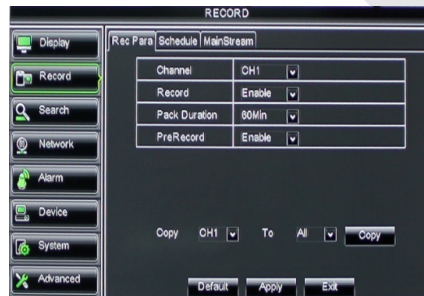 RECORD
Display
Record
Search
Network
Alarm
Device
System
Advanced
Rec Para Schedule MainStream
Channel CH1
Record Enable
Pack Duration 60Min
PreRecord Enable
Copy CH1 To All Copy
Default Apply Exit